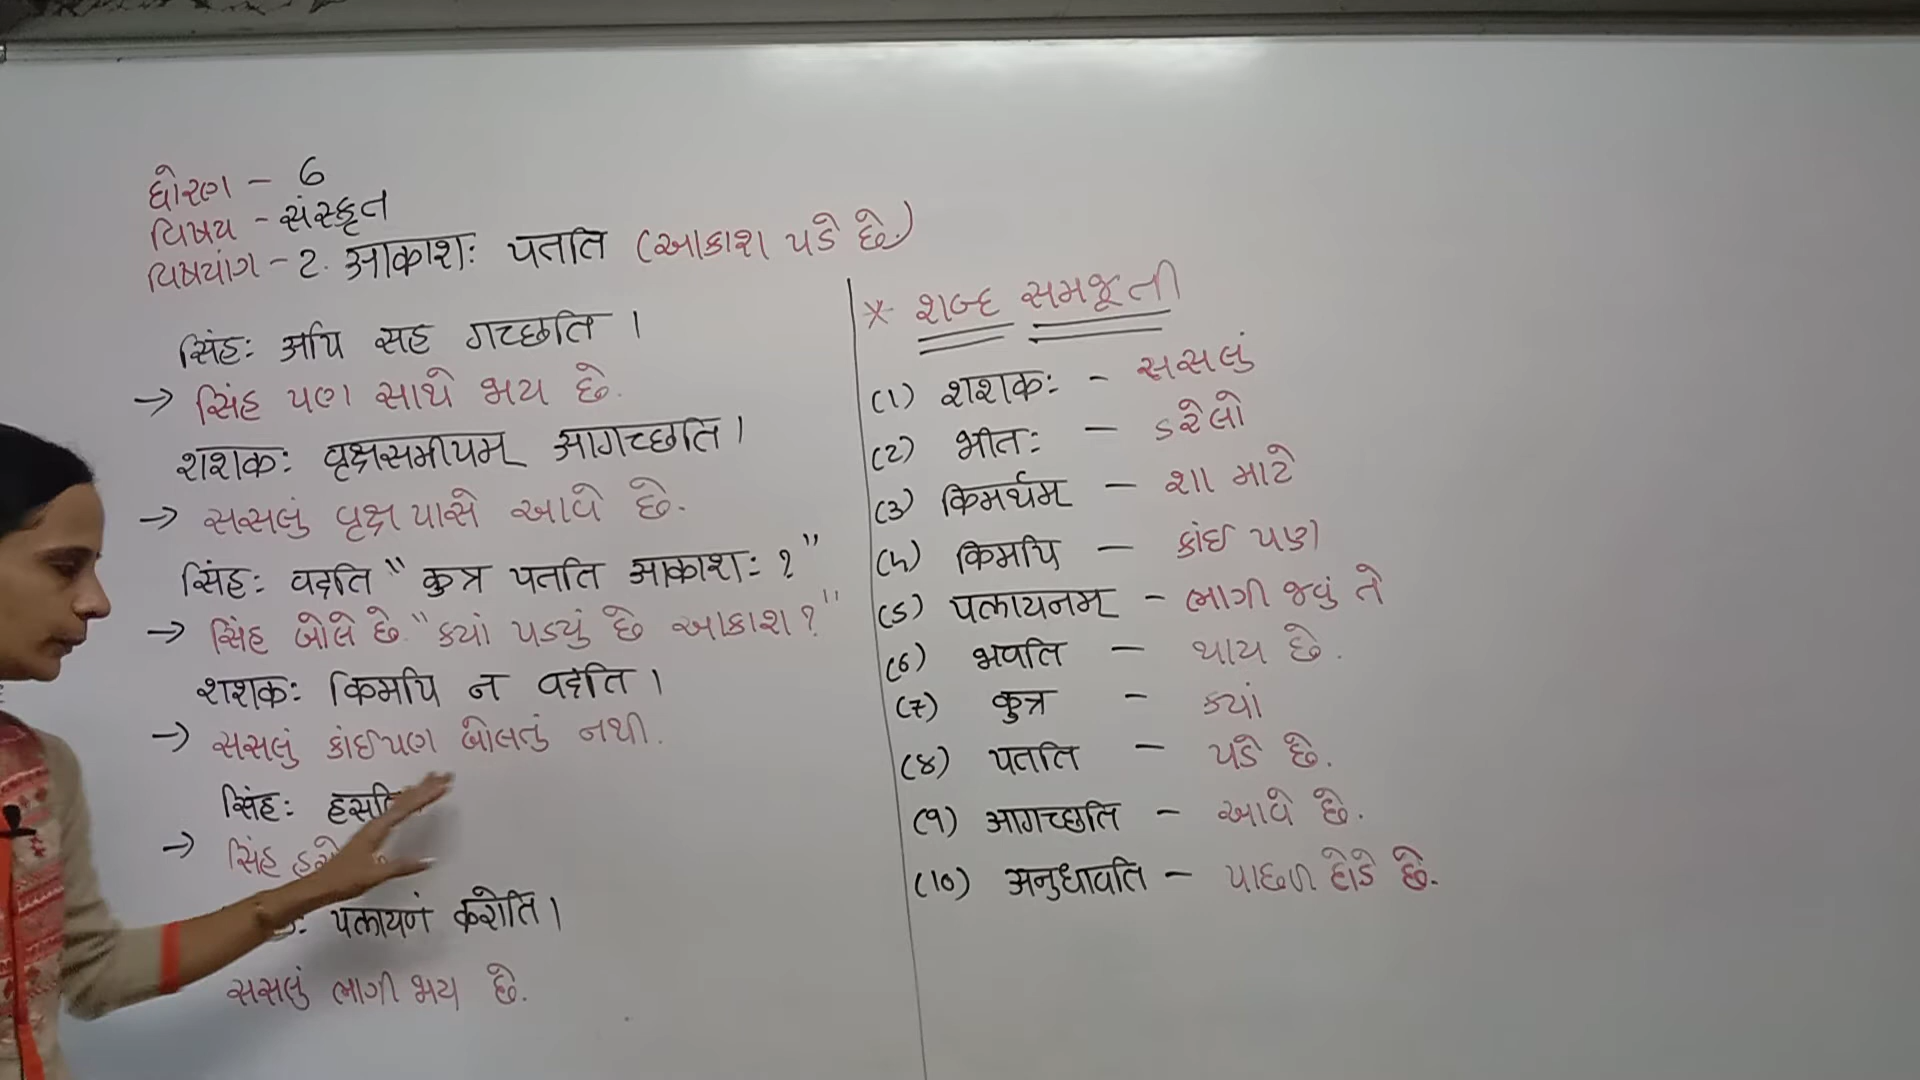 ધોરણ - 6
વિષય - સંસ્કૃત
વિષયાંગ - 2. आकाशः पतति (આકાશ પડે છે.)
सिंहः अपि सह गच्छति ।
→ સિંહ પણ સાથે જાય છે.
शशकः वृक्षसमीपम् आगच्छति ।
→ સસલું વૃક્ષ પાસે આવે છે.
सिंहः वदति "कुत्र पतति आकाशः ?"
→ સિંહ બોલે છે. "ક્યાં પડ્યું છે આકાશ ?"
शशकः किमपि न वदति ।
→ સસલું કાંઈપણ બોલતું નથી.
सिंहः हसति
→ સિંહ
पलायनं करोति ।
સસલું ભાગી જાય છે.
* શબ્દ સમજૂતી
(1) शशकः - સસલું
(2) भीतः - ડરેલો
(3) किमर्थम् - શા માટે
(4) किमपि - કાંઈ પણ
(5) पलायनम् - ભાગી જવું તે
(6) भवति - થાય છે.
(7) कुत्र - ક્યાં
(8) पतति - પડે છે.
(9) आगच्छति - આવે છે.
(10) अनुधावति - પાછળ દોડે છે.